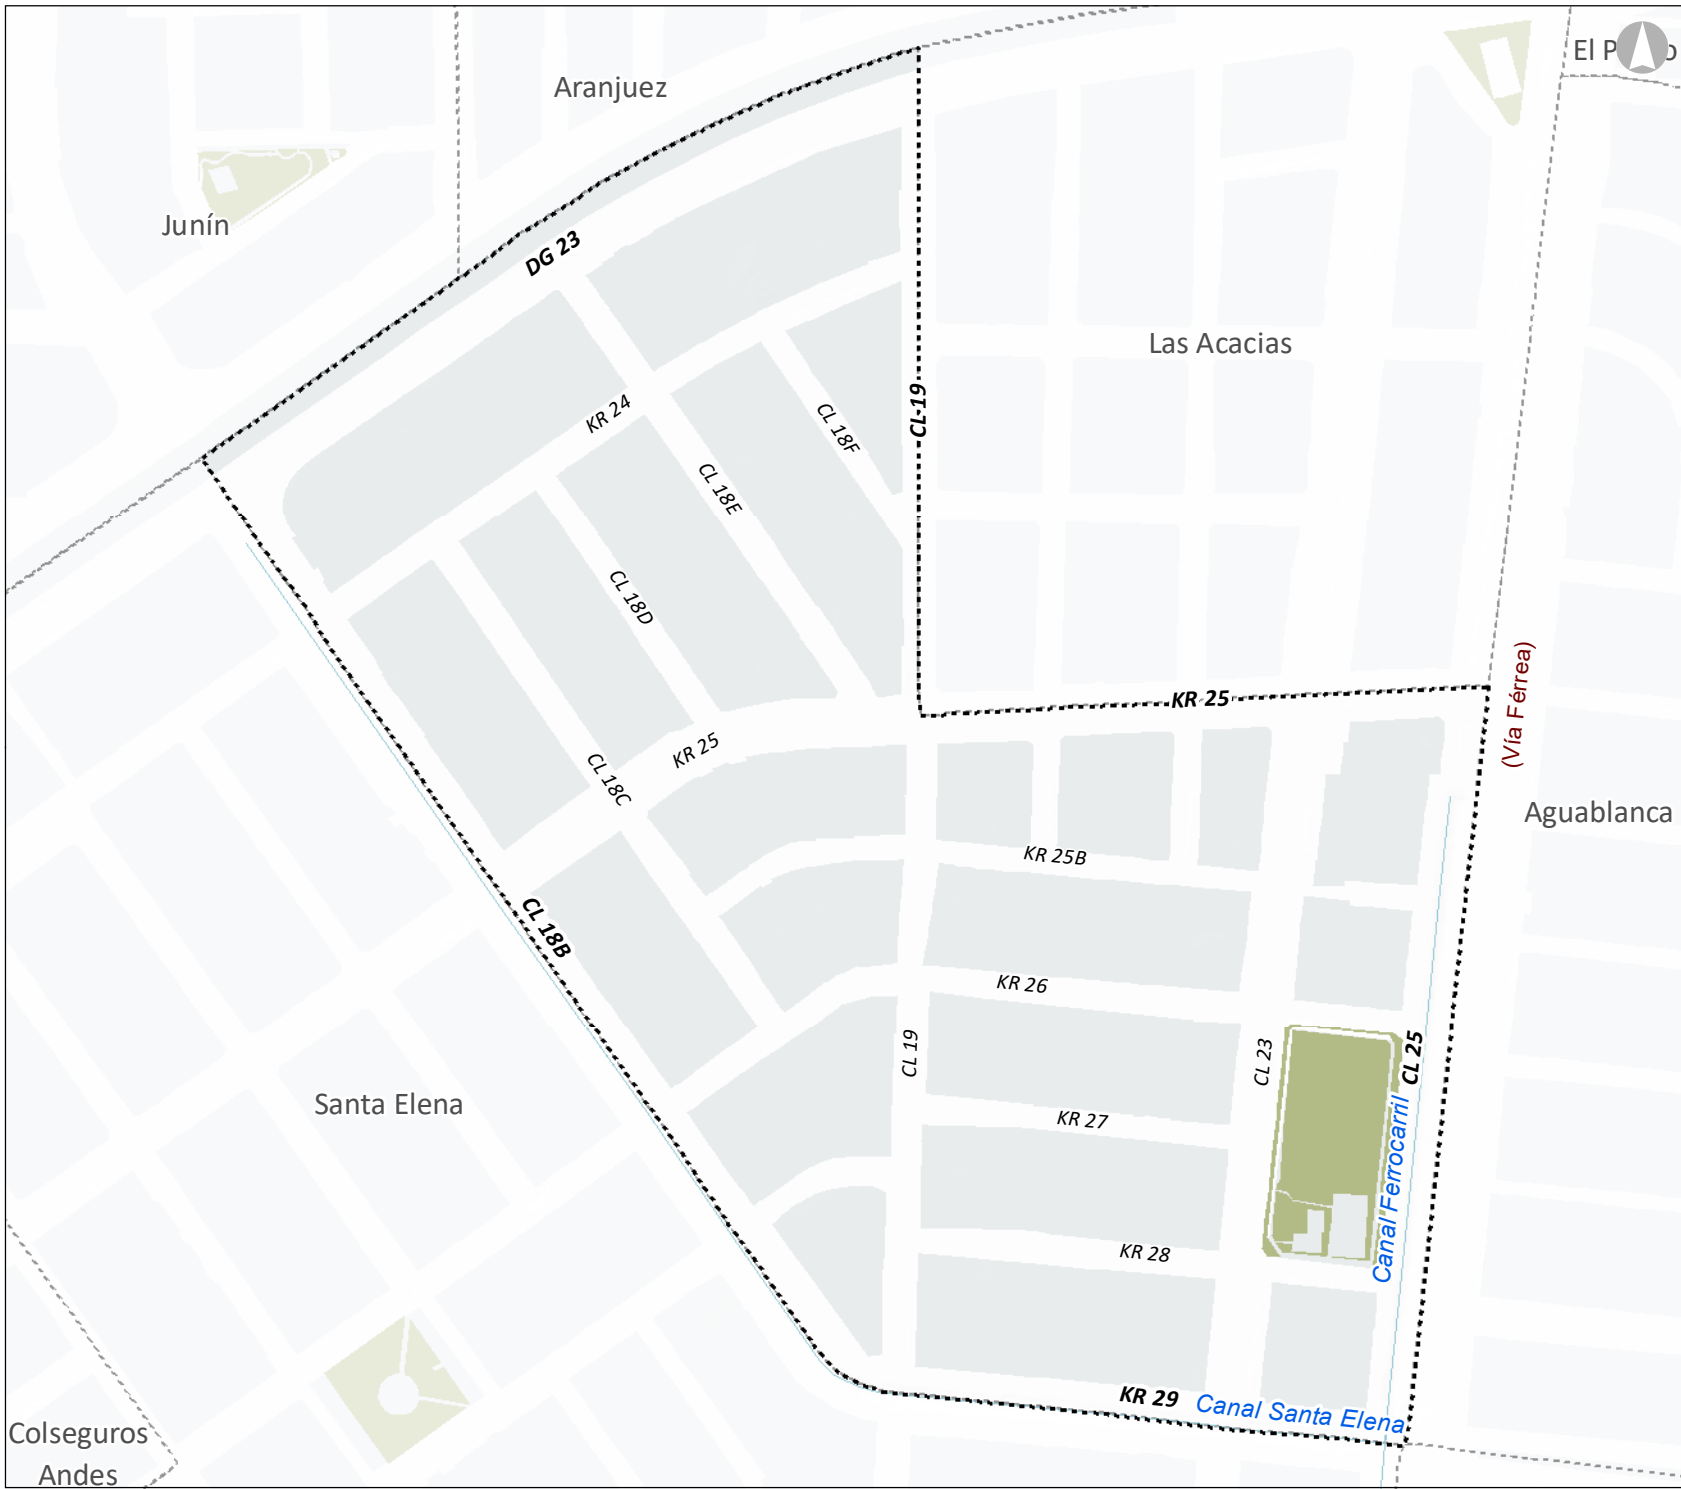 Aranjuez
Junín
DG 23
Las Acacias
KR 24
CL 18F
CL 19
CL 18E
CL 18D
KR 25
(Vía Férrea)
KR 25
CL 18C
Aguablanca
KR 25B
CL 18B
KR 26
CL 19
CL 23
CL 25
Santa Elena
KR 27
Canal Ferrocarril
KR 28
KR 29
Canal Santa Elena
Colseguros
Andes
El